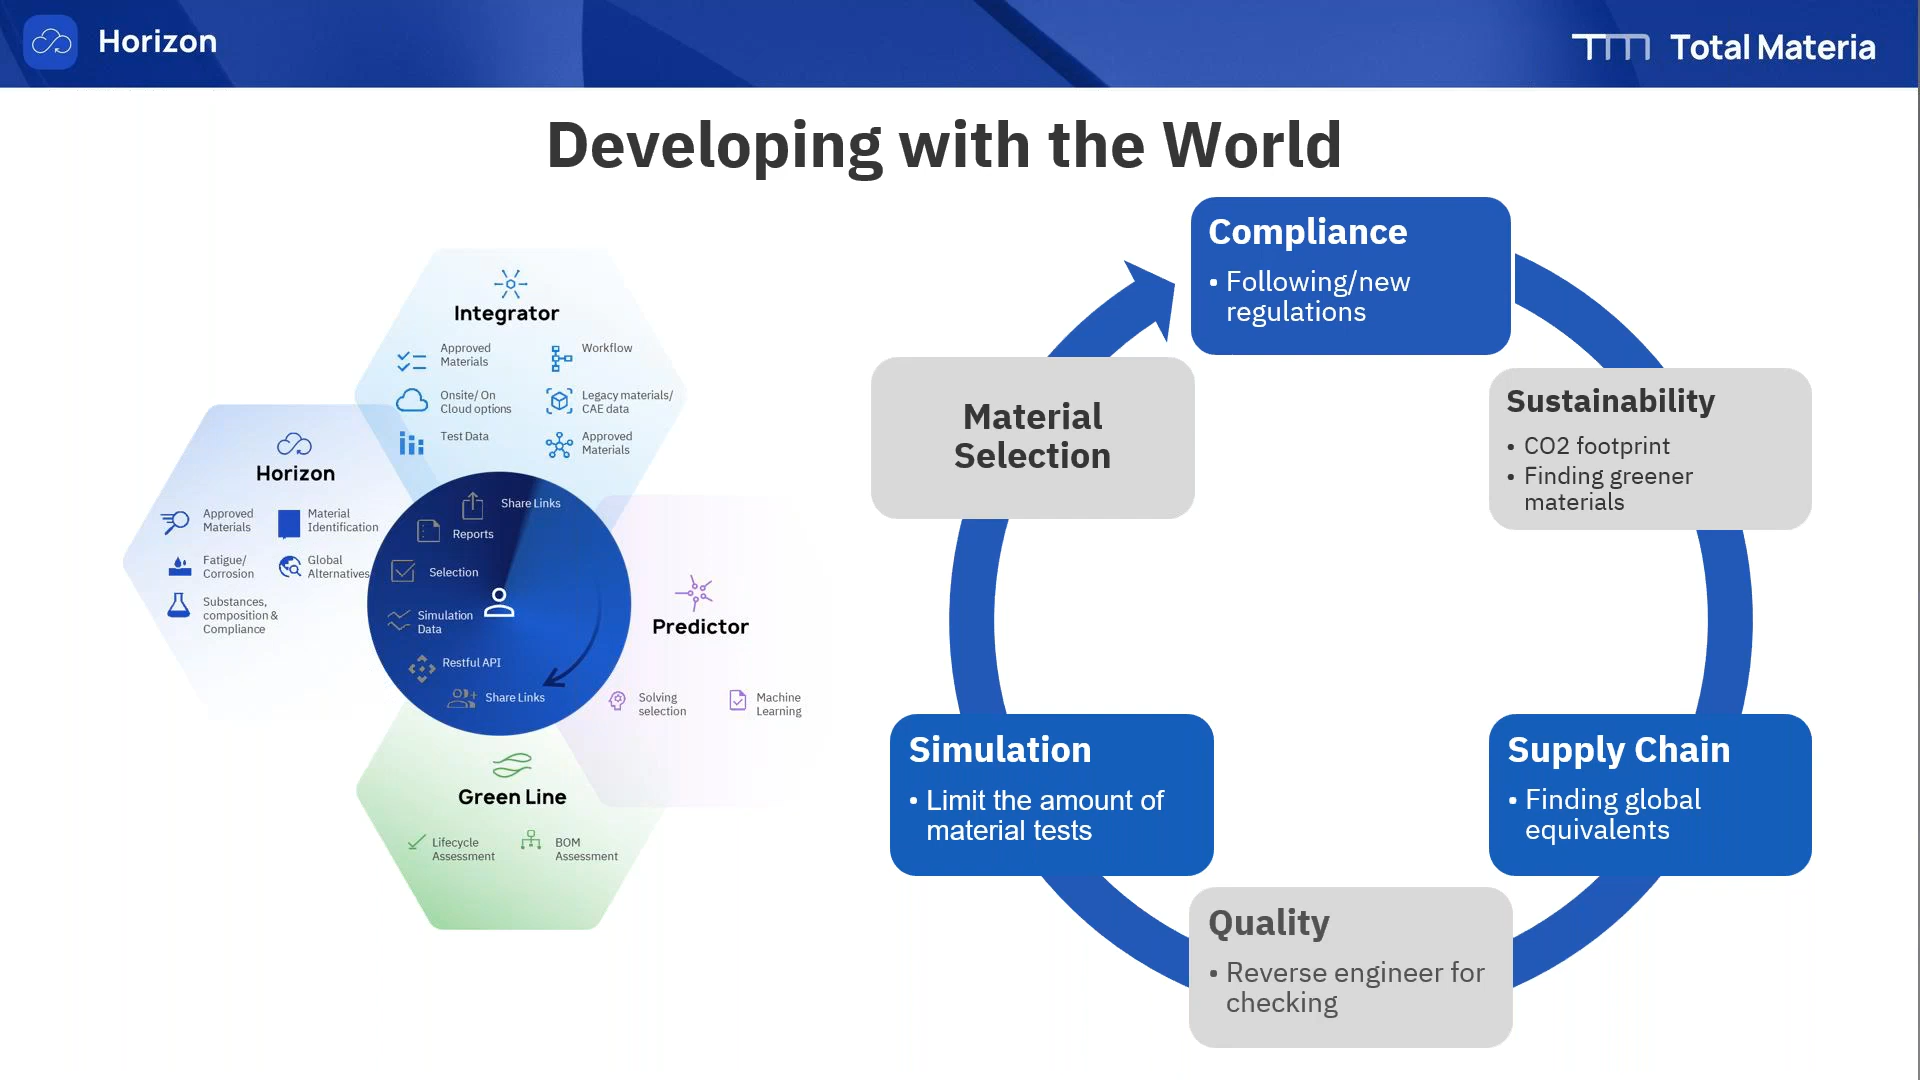 Horizon
Total Materia
Developing with the World
Integrator
Approved
Materials
Workflow
Onsite/ On
Cloud options
Legacy materials/
CAE data
Test Data
Approved
Materials
Horizon
Approved
Materials
Material
Identification
Fatigue/
Corrosion
Global
Alternatives
Substances,
composition &
Compliance
Share Links
Reports
Selection
Simulation
Data
Restful API
Share Links
Predictor
Solving
selection
Machine
Learning
Green Line
Lifecycle
Assessment
BOM
Assessment
Compliance
• Following/new
regulations
Sustainability
• CO2 footprint
• Finding greener
materials
Supply Chain
• Finding global
equivalents
Quality
• Reverse engineer for
checking
Simulation
• Limit the amount of
material tests
Material
Selection